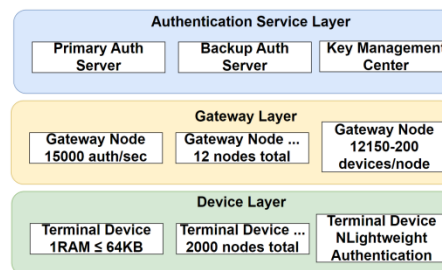 Authentication Service Layer
Primary Auth
Server
Backup Auth
Server
Key Management
Center
Gateway Layer
Gateway Node
15000 auth/sec
Gateway Node ...
12 nodes total
Gateway Node
12150-200
devices/node
Device Layer
Terminal Device
1RAM ≤ 64KB
Terminal Device ...
2000 nodes total
Terminal Device
NLightweight
Authentication